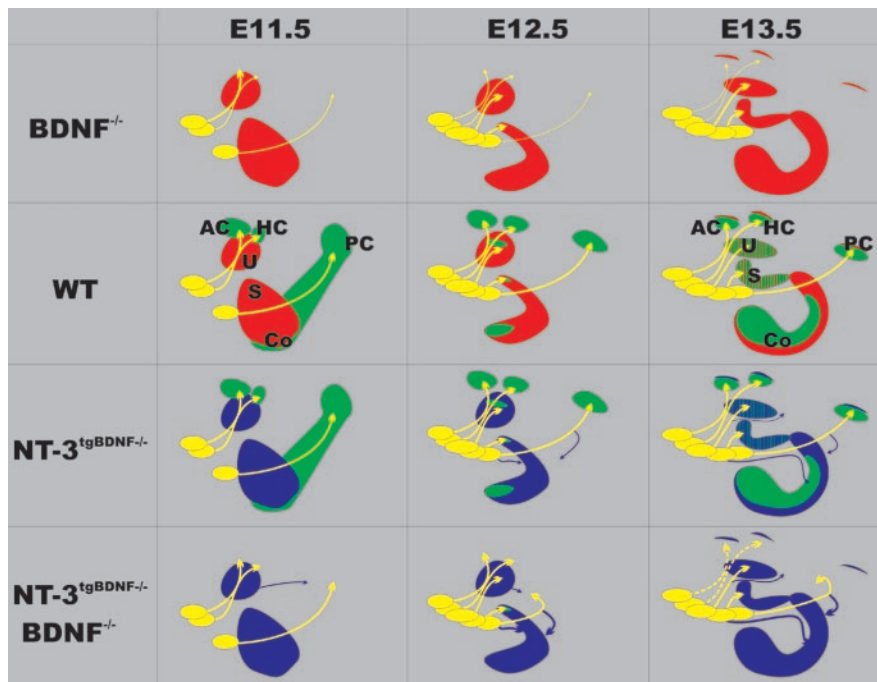 E11.5 E12.5 E13.5
BDNF-/-
AC HC PC AC HC PC
U U
WT S S
Co Co
NT-3tgBDNF-/-
NT-3tgBDNF-/-
BDNF-/-